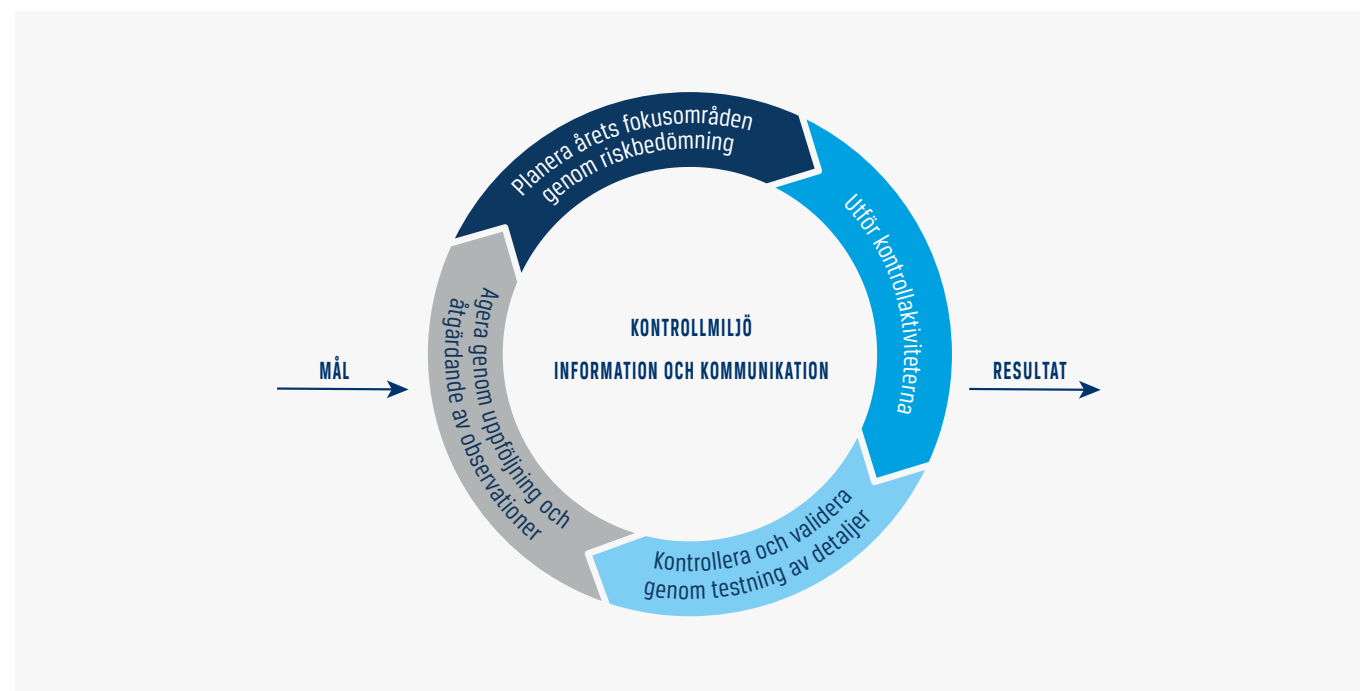 Planera årets fokusområden
genom riskbedömning
Utför kontrollaktiviteterna
Kontrollera och validera
genom testning av detaljer
Agera genom uppföljning och
åtgärdande av observationer
KONTROLLMILJÖ
INFORMATION OCH KOMMUNIKATION
MÅL
RESULTAT